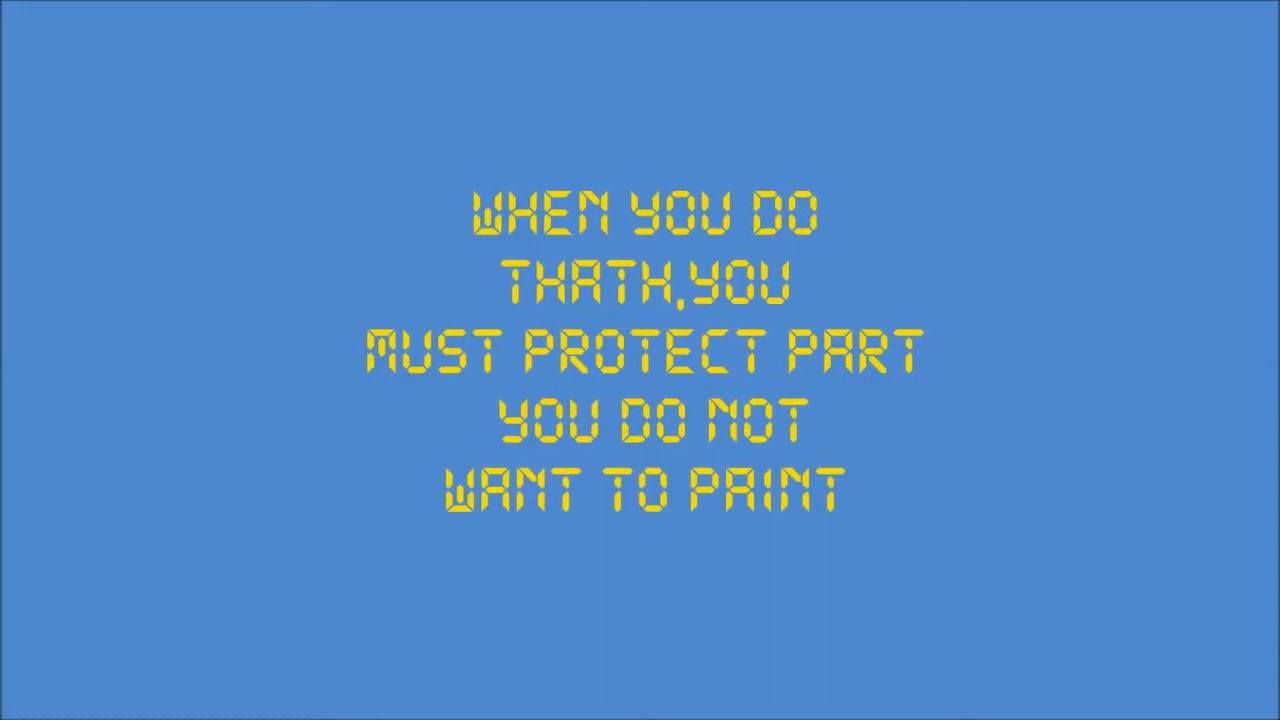 WHEN YOU DO
THATH,YOU
MUST PROTECT PART
YOU DO NOT
WANT TO PAINT